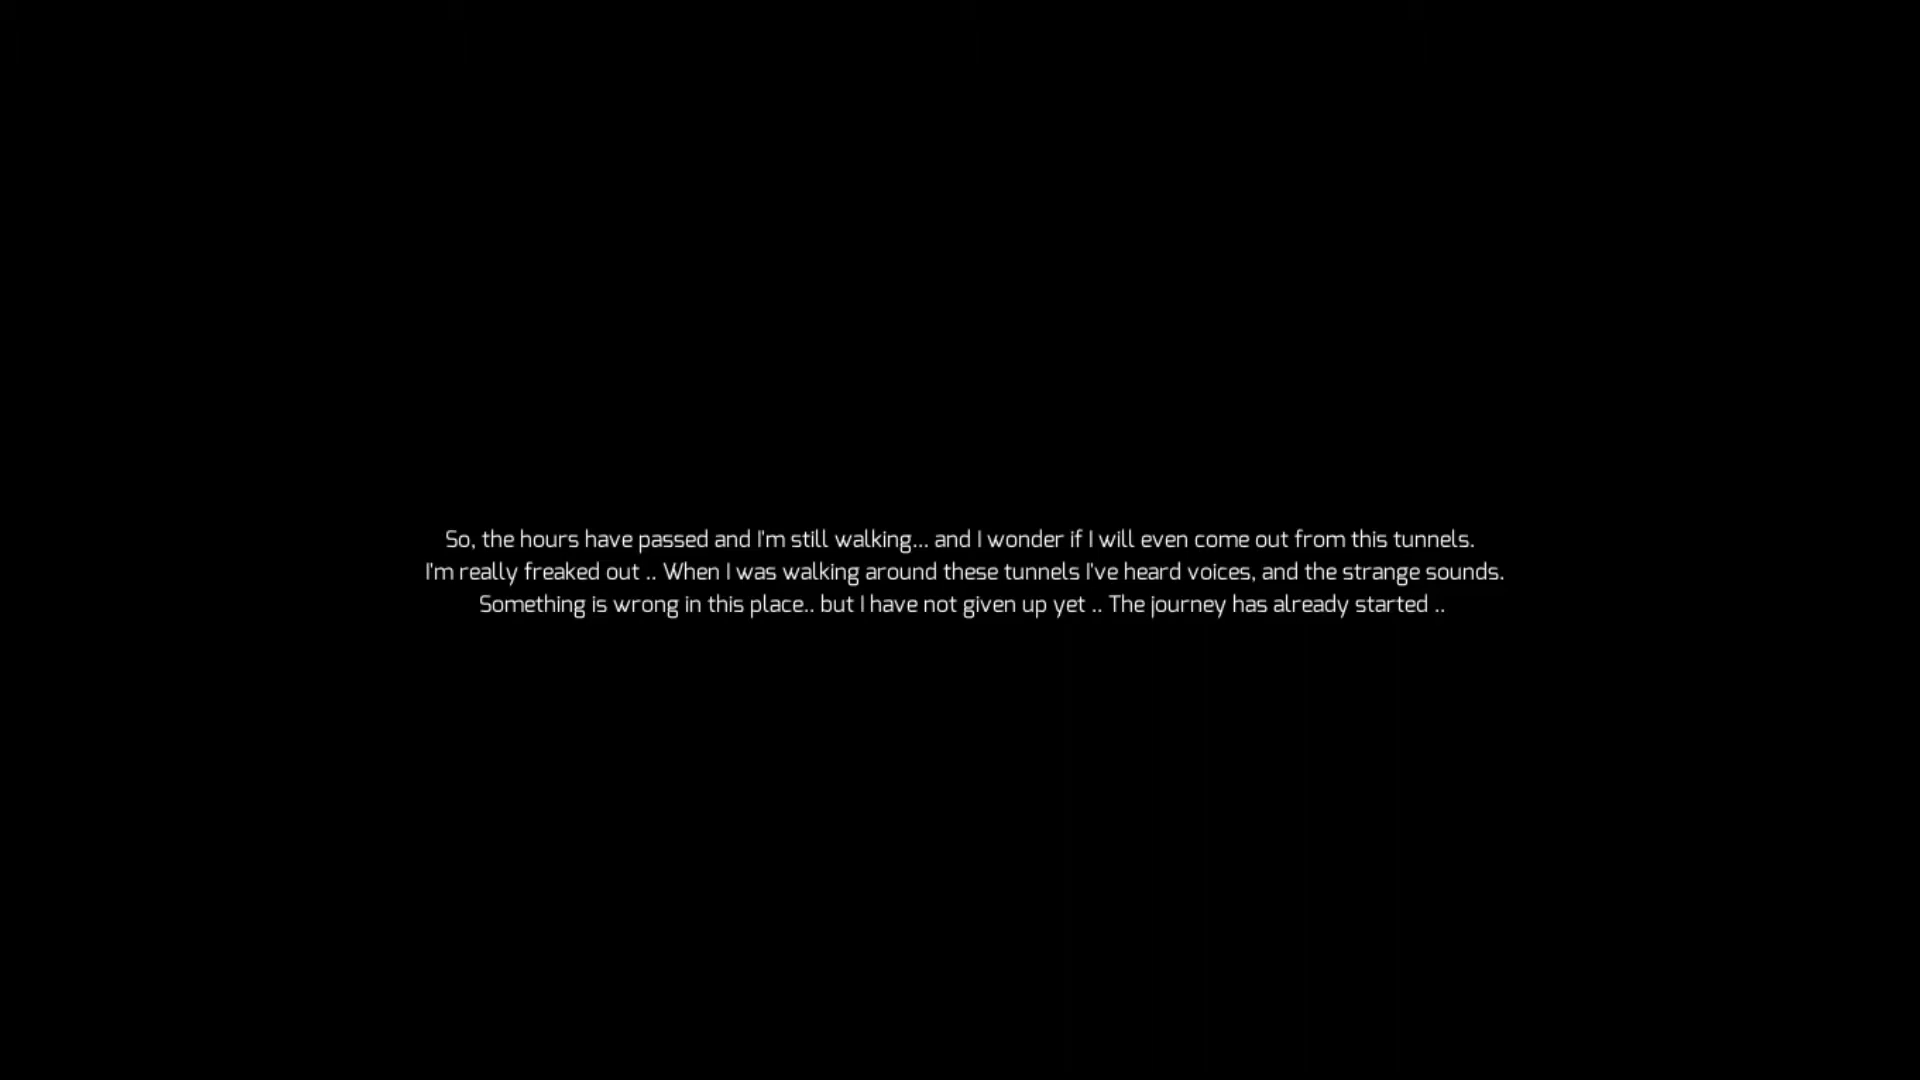 So, the hours have passed and I'm still walking... and I wonder if I will even come out from this tunnels.
I'm really freaked out .. When I was walking around these tunnels I've heard voices, and the strange sounds.
Something is wrong in this place.. but I have not given up yet .. The journey has already started ..